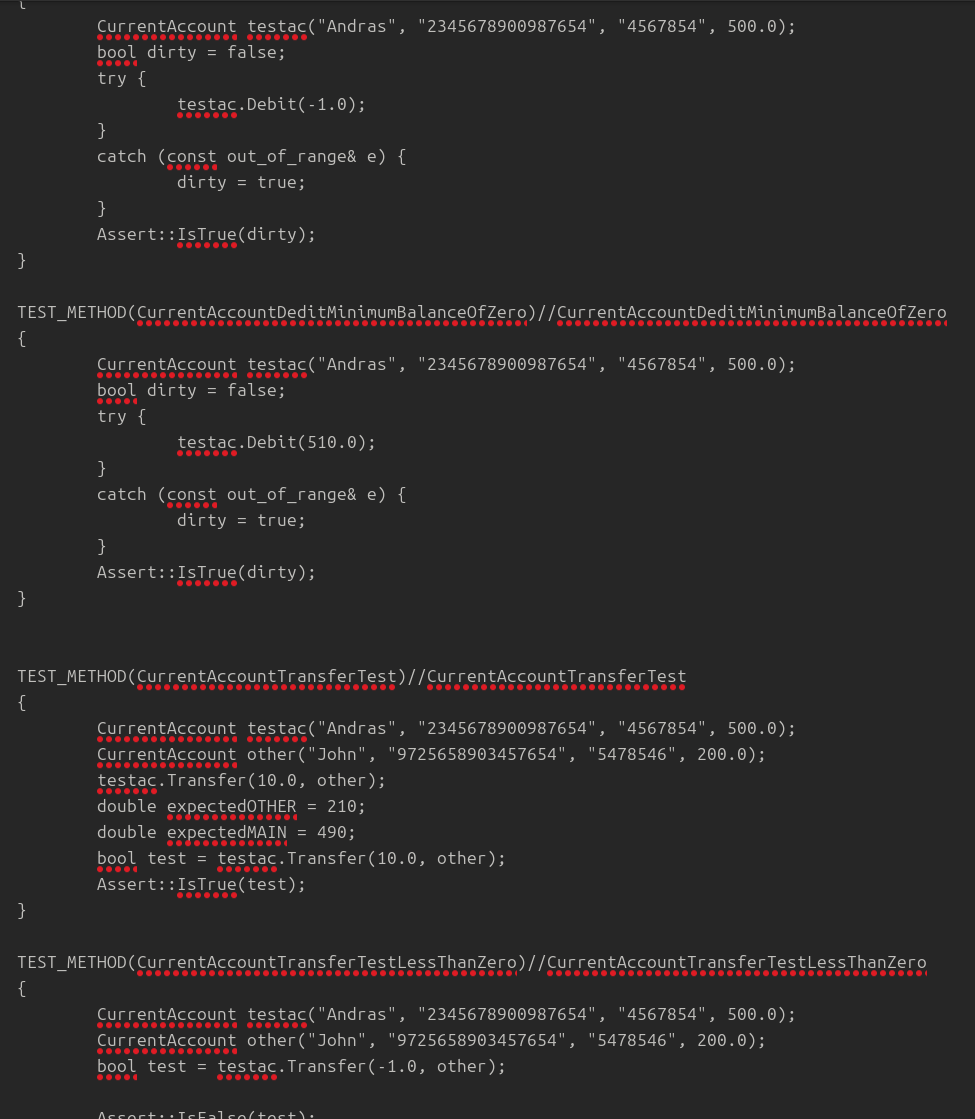 {
CurrentAccount testac("Andras", "2345678900987654", "4567854", 500.0);
bool dirty = false;
try {
testac.Debit(-1.0);
}
catch (const out_of_range& e) {
dirty = true;
}
Assert::IsTrue(dirty);
}
TEST_METHOD(CurrentAccountDeditMinimumBalanceOfZero)//CurrentAccountDeditMinimumBalanceOfZero
{
CurrentAccount testac("Andras", "2345678900987654", "4567854", 500.0);
bool dirty = false;
try {
testac.Debit(510.0);
}
catch (const out_of_range& e) {
dirty = true;
}
Assert::IsTrue(dirty);
}
TEST_METHOD(CurrentAccountTransferTest)//CurrentAccountTransferTest
{
CurrentAccount testac("Andras", "2345678900987654", "4567854", 500.0);
CurrentAccount other("John", "9725658903457654", "5478546", 200.0);
testac.Transfer(10.0, other);
double expectedOTHER = 210;
double expectedMAIN = 490;
bool test = testac.Transfer(10.0, other);
Assert::IsTrue(test);
}
TEST_METHOD(CurrentAccountTransferTestLessThanZero)//CurrentAccountTransferTestLessThanZero
{
CurrentAccount testac("Andras", "2345678900987654", "4567854", 500.0);
CurrentAccount other("John", "9725658903457654", "5478546", 200.0);
bool test = testac.Transfer(-1.0, other);
Assert::IsFalse(test);